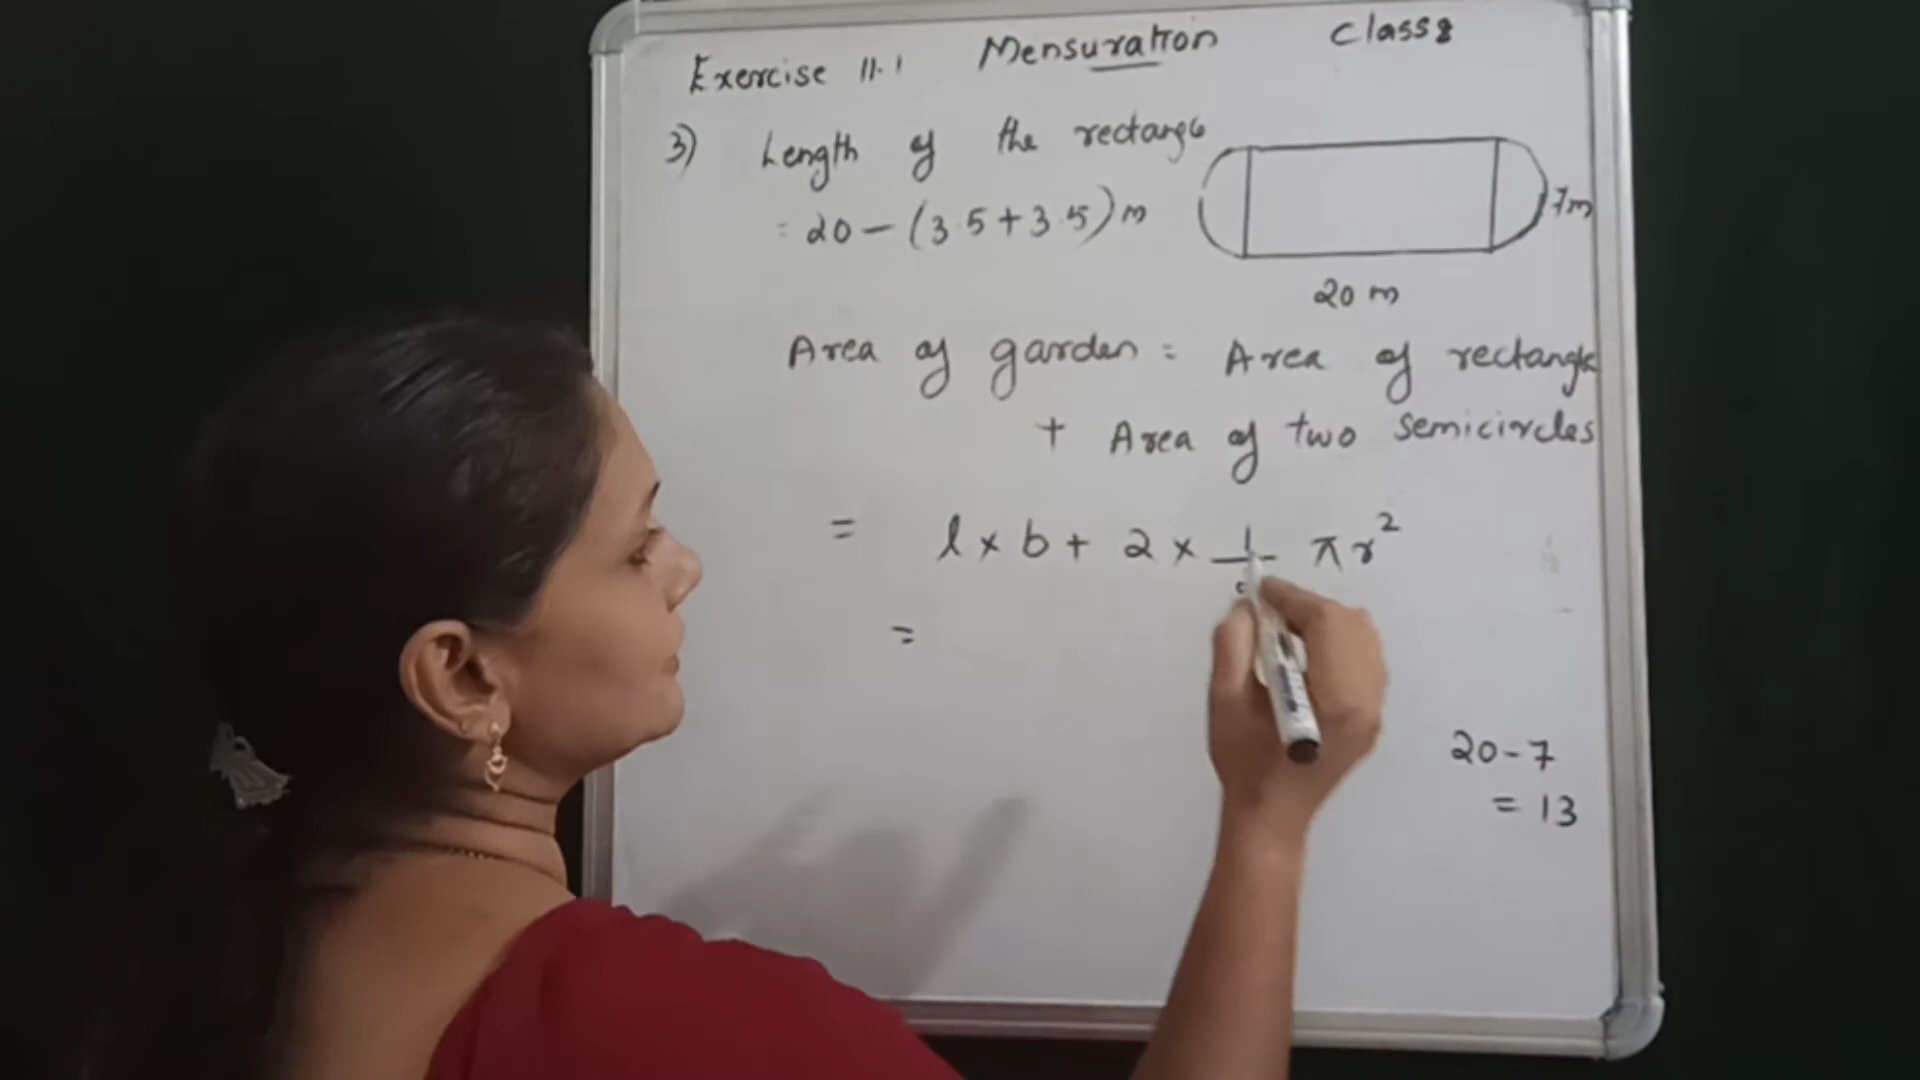 Exercise 11.1 Mensuration Class 8
3) Length of the rectangle
= 20 - (3.5 + 3.5) m
7m
20 m
Area of garden = Area of rectangle
+ Area of two semicircles
= l × b + 2 × 1/2 πr²
=
20 - 7
= 13